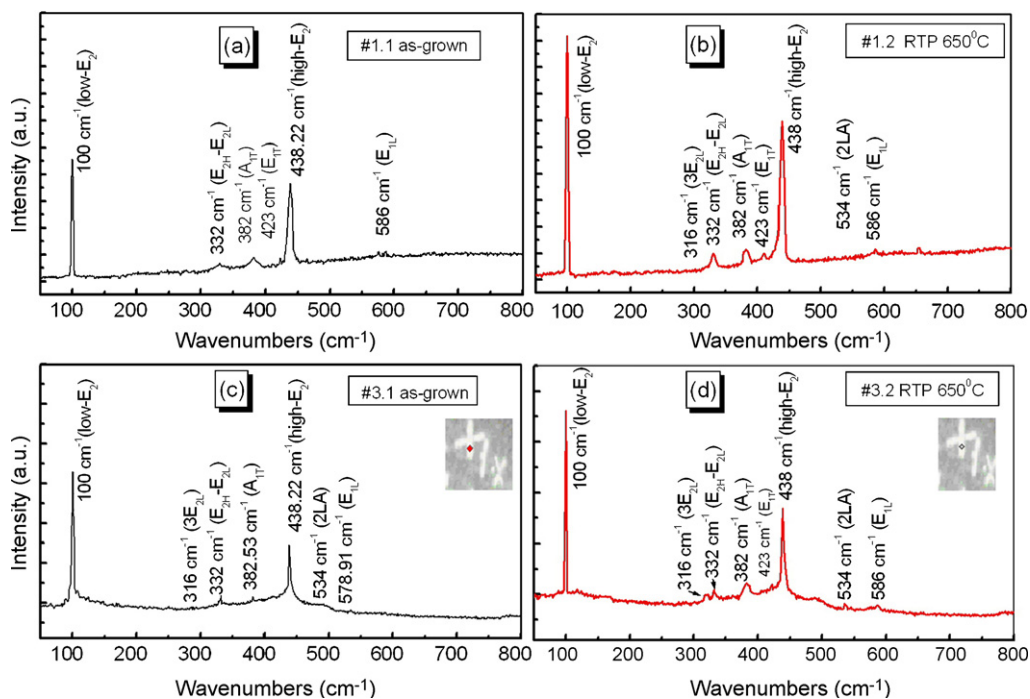 (a)
#1.1 as-grown
100 cm⁻¹(low-E₂)
332 cm⁻¹ (E₂H-E₂L)
382 cm⁻¹ (A₁T)
423 cm⁻¹ (E₁T)
438.22 cm⁻¹(high-E₂)
586 cm⁻¹ (E₁L)
Intensity (a.u.)
100 200 300 400 500 600 700 800
Wavenumbers (cm⁻¹)
(b)
#1.2 RTP 650⁰C
100 cm⁻¹(low-E₂)
316 cm⁻¹ (3E₂L)
332 cm⁻¹ (E₂H-E₂L)
382 cm⁻¹ (A₁T)
423 cm⁻¹ (E₁T)
438 cm⁻¹(high-E₂)
534 cm⁻¹ (2LA)
586 cm⁻¹ (E₁L)
100 200 300 400 500 600 700 800
Wavenumbers (cm⁻¹)
(c)
#3.1 as-grown
100 cm⁻¹(low-E₂)
316 cm⁻¹ (3E₂L)
332 cm⁻¹ (E₂H-E₂L)
382.53 cm⁻¹ (A₁T)
438.22 cm⁻¹(high-E₂)
534 cm⁻¹ (2LA)
578.91 cm⁻¹ (E₁L)
Intensity (a.u.)
100 200 300 400 500 600 700 800
Wavenumbers (cm⁻¹)
(d)
#3.2 RTP 650⁰C
100 cm⁻¹(low-E₂)
316 cm⁻¹ (3E₂L)
332 cm⁻¹ (E₂H-E₂L)
382 cm⁻¹ (A₁T)
423 cm⁻¹ (E₁T)
438 cm⁻¹(high-E₂)
534 cm⁻¹ (2LA)
586 cm⁻¹ (E₁L)
100 200 300 400 500 600 700 800
Wavenumbers (cm⁻¹)